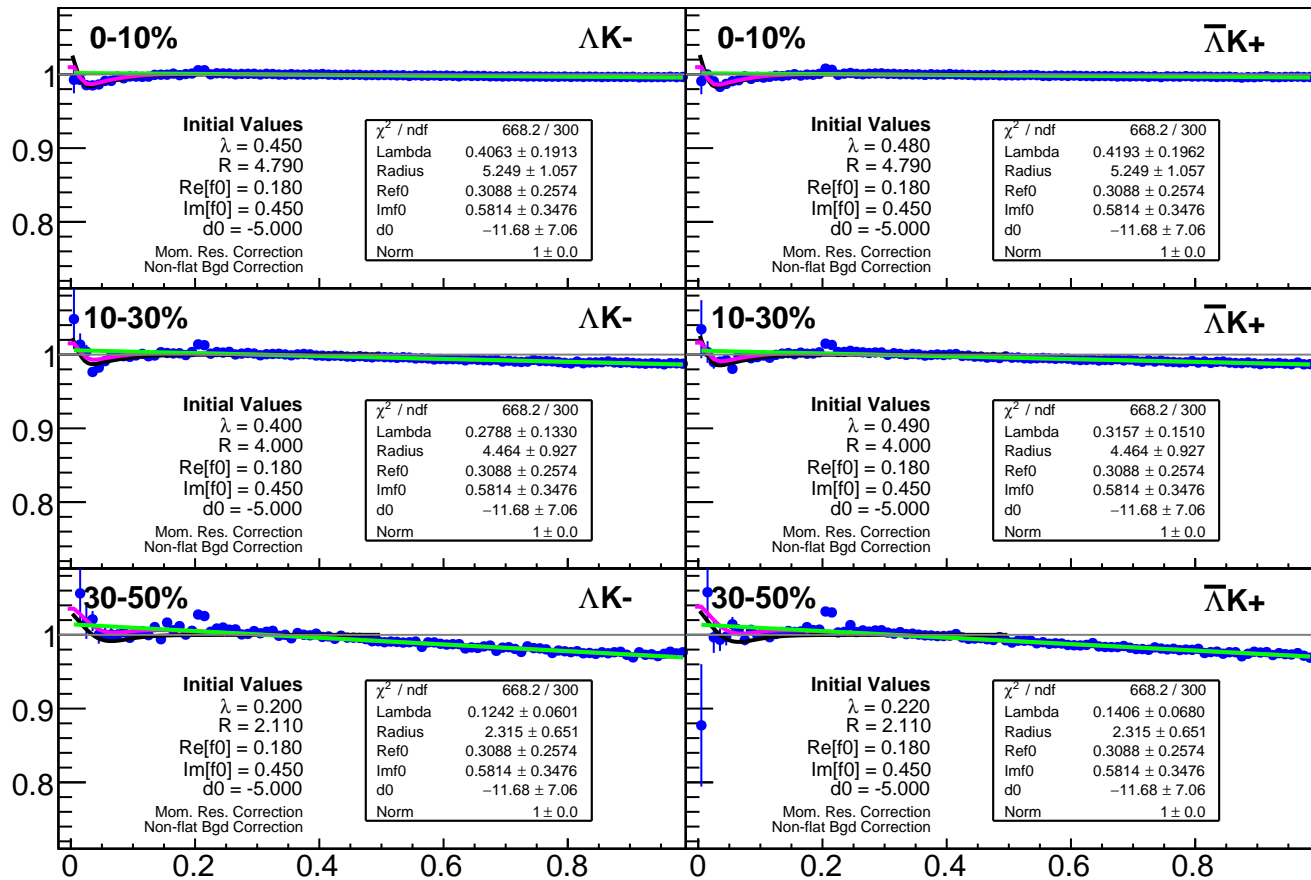 0-10%
ΛK-
1
0.9
0.8
Initial Values
λ = 0.450
R = 4.790
Re[f0] = 0.180
Im[f0] = 0.450
d0 = -5.000
Mom. Res. Correction
Non-flat Bgd Correction
χ² / ndf 668.2 / 300
Lambda 0.4063 ± 0.1913
Radius 5.249 ± 1.057
Ref0 0.3088 ± 0.2574
Imf0 0.5814 ± 0.3476
d0 −11.68 ± 7.06
Norm 1 ± 0.0
0-10%
Λ̅K+
Initial Values
λ = 0.480
R = 4.790
Re[f0] = 0.180
Im[f0] = 0.450
d0 = -5.000
Mom. Res. Correction
Non-flat Bgd Correction
χ² / ndf 668.2 / 300
Lambda 0.4193 ± 0.1962
Radius 5.249 ± 1.057
Ref0 0.3088 ± 0.2574
Imf0 0.5814 ± 0.3476
d0 −11.68 ± 7.06
Norm 1 ± 0.0
10-30%
ΛK-
1
0.9
0.8
Initial Values
λ = 0.400
R = 4.000
Re[f0] = 0.180
Im[f0] = 0.450
d0 = -5.000
Mom. Res. Correction
Non-flat Bgd Correction
χ² / ndf 668.2 / 300
Lambda 0.2788 ± 0.1330
Radius 4.464 ± 0.927
Ref0 0.3088 ± 0.2574
Imf0 0.5814 ± 0.3476
d0 −11.68 ± 7.06
Norm 1 ± 0.0
10-30%
Λ̅K+
Initial Values
λ = 0.490
R = 4.000
Re[f0] = 0.180
Im[f0] = 0.450
d0 = -5.000
Mom. Res. Correction
Non-flat Bgd Correction
χ² / ndf 668.2 / 300
Lambda 0.3157 ± 0.1510
Radius 4.464 ± 0.927
Ref0 0.3088 ± 0.2574
Imf0 0.5814 ± 0.3476
d0 −11.68 ± 7.06
Norm 1 ± 0.0
30-50%
ΛK-
1
0.9
0.8
Initial Values
λ = 0.200
R = 2.110
Re[f0] = 0.180
Im[f0] = 0.450
d0 = -5.000
Mom. Res. Correction
Non-flat Bgd Correction
χ² / ndf 668.2 / 300
Lambda 0.1242 ± 0.0601
Radius 2.315 ± 0.651
Ref0 0.3088 ± 0.2574
Imf0 0.5814 ± 0.3476
d0 −11.68 ± 7.06
Norm 1 ± 0.0
30-50%
Λ̅K+
Initial Values
λ = 0.220
R = 2.110
Re[f0] = 0.180
Im[f0] = 0.450
d0 = -5.000
Mom. Res. Correction
Non-flat Bgd Correction
χ² / ndf 668.2 / 300
Lambda 0.1406 ± 0.0680
Radius 2.315 ± 0.651
Ref0 0.3088 ± 0.2574
Imf0 0.5814 ± 0.3476
d0 −11.68 ± 7.06
Norm 1 ± 0.0
0 0.2 0.4 0.6 0.8
0 0.2 0.4 0.6 0.8